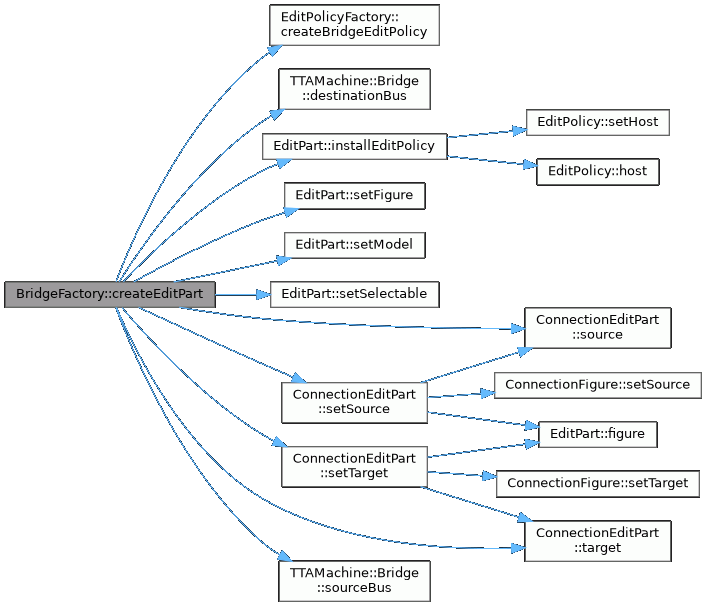 EditPolicyFactory::
createBridgeEditPolicy
TTAMachine::Bridge
::destinationBus
EditPart::installEditPolicy
EditPolicy::setHost
EditPolicy::host
EditPart::setFigure
EditPart::setModel
BridgeFactory::createEditPart
EditPart::setSelectable
ConnectionEditPart
::source
ConnectionEditPart
::setSource
ConnectionFigure::setSource
EditPart::figure
ConnectionEditPart
::setTarget
ConnectionFigure::setTarget
ConnectionEditPart
::target
TTAMachine::Bridge
::sourceBus